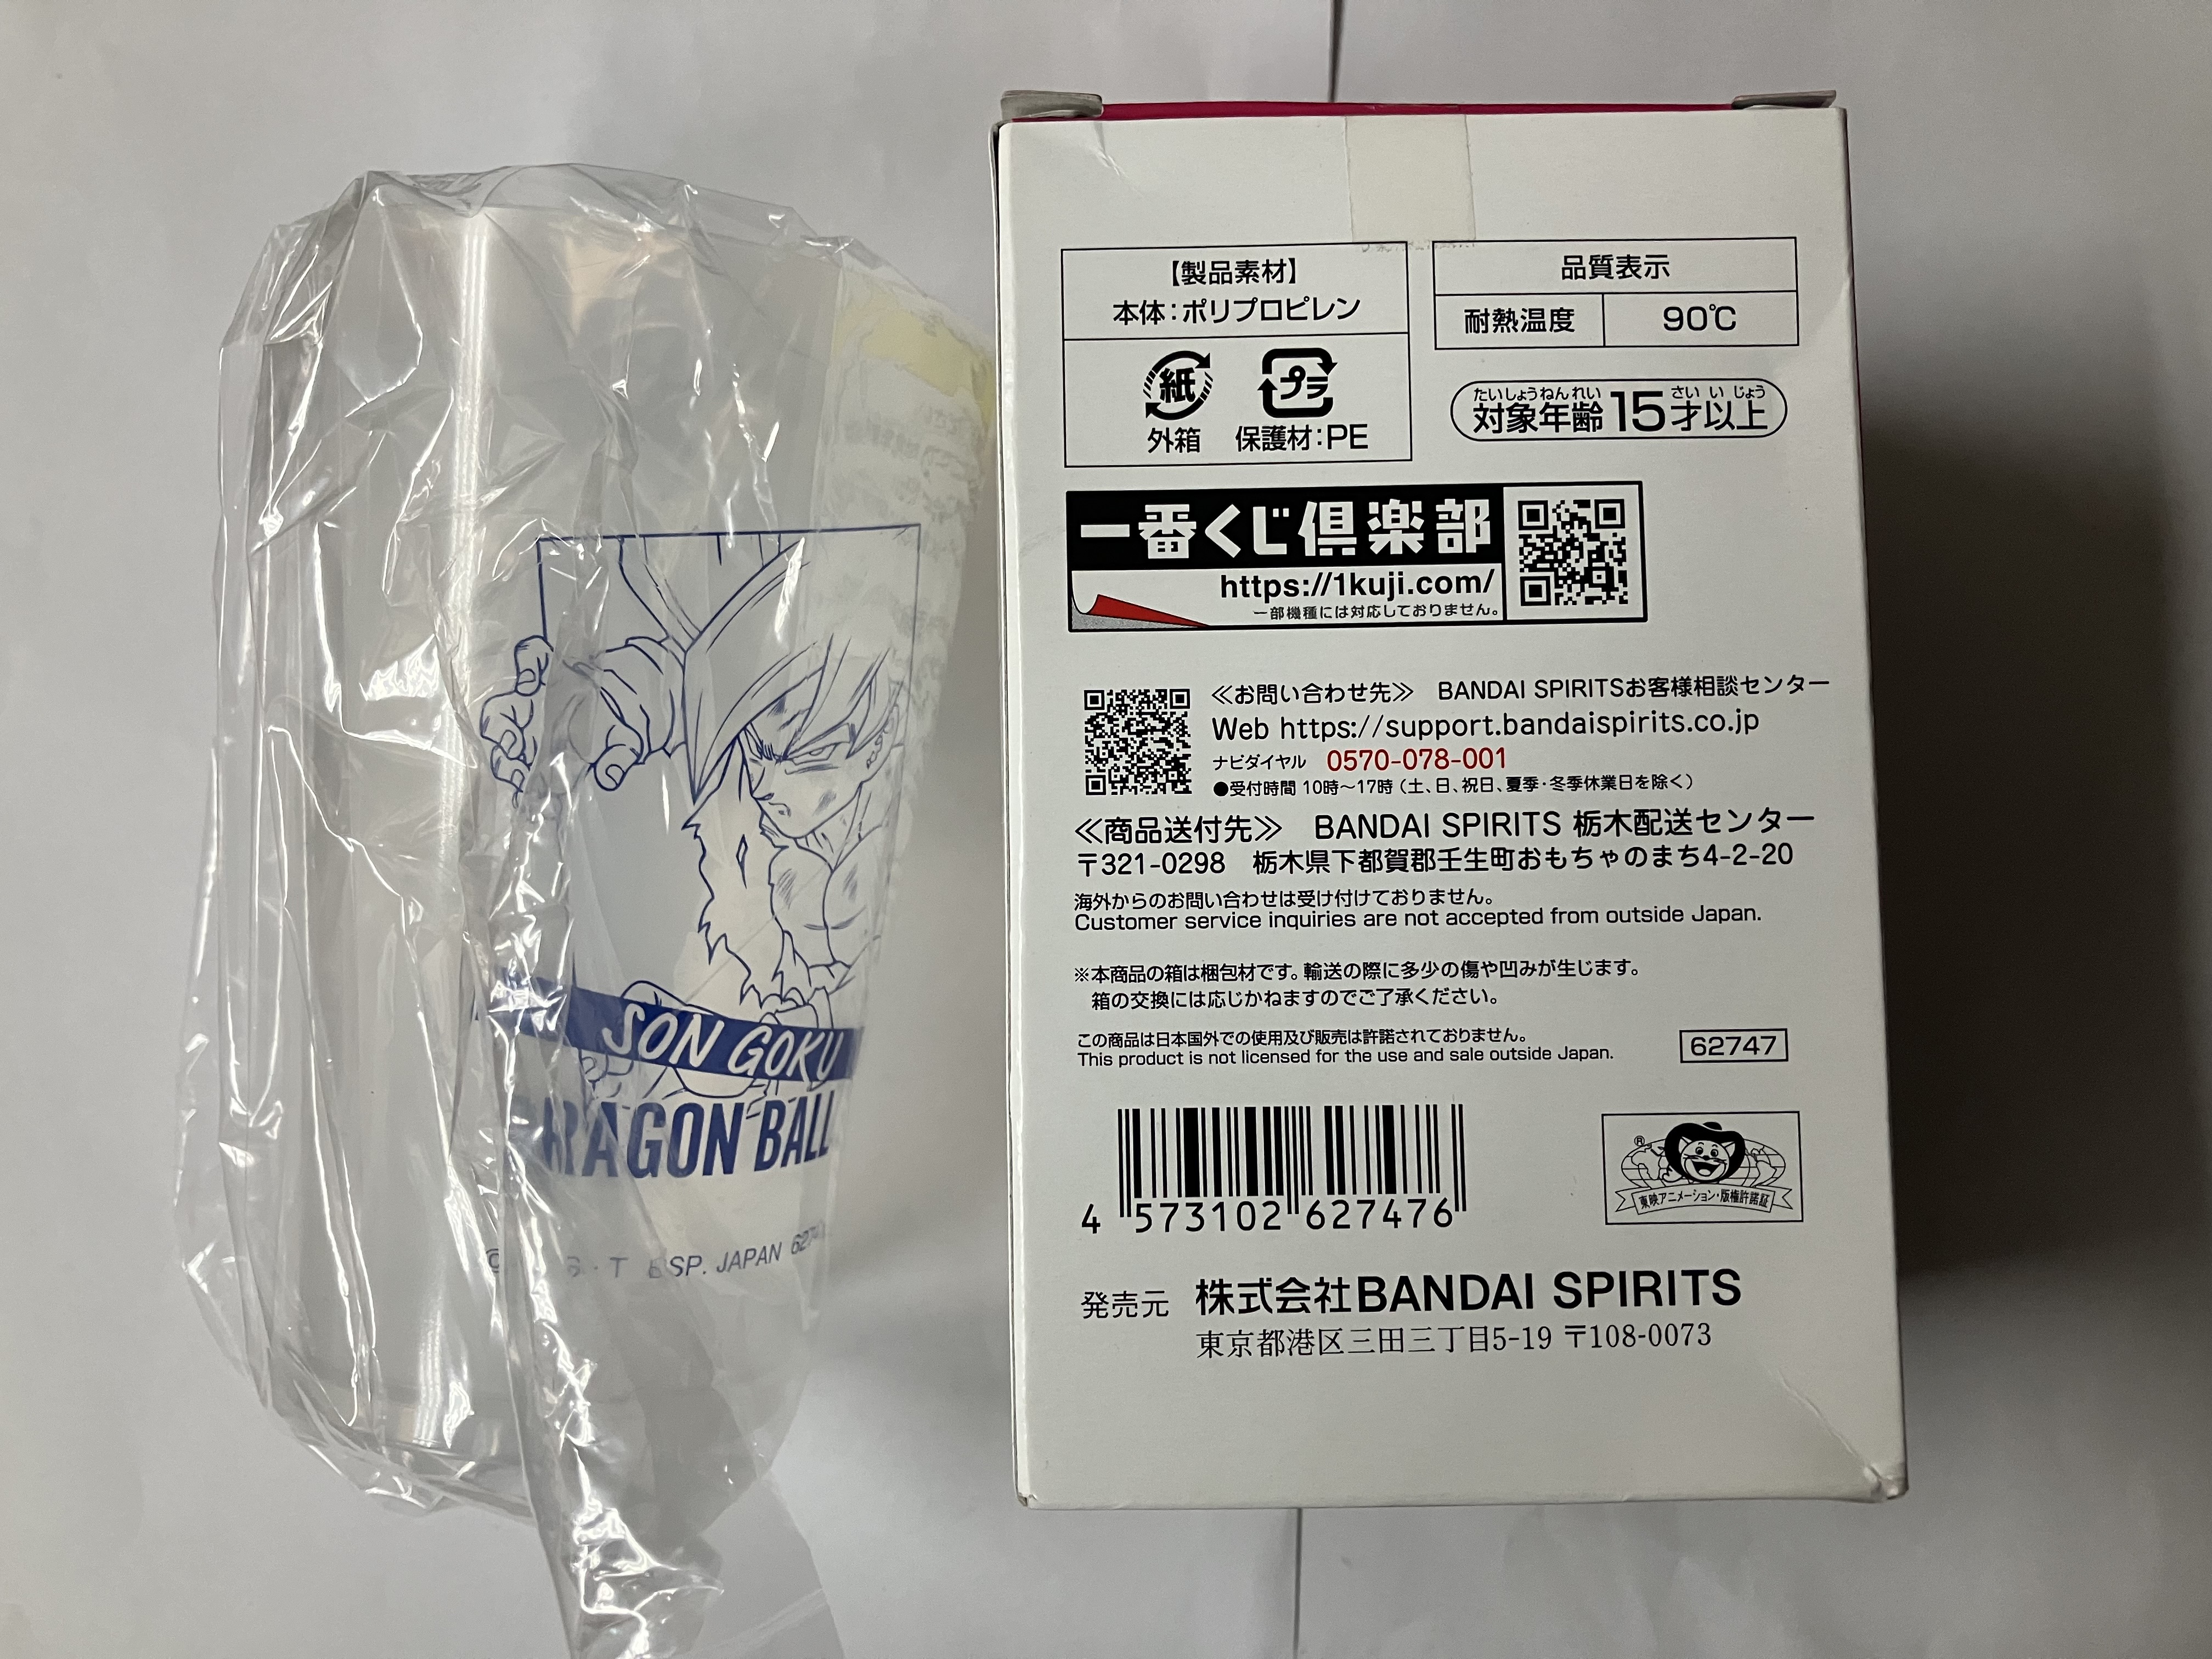 SON GOKU
DRAGON BALL
SP. JAPAN
【製品素材】
本体:ポリプロピレン
紙
外箱
プラ
保護材:PE
品質表示
耐熱温度 90℃
たいしょうねんれい さい い じょう
対象年齢15才以上
一番くじ倶楽部
https://1kuji.com/
一部機種には対応しておりません。
≪お問い合わせ先≫ BANDAI SPIRITSお客様相談センター
Web https://support.bandaispirits.co.jp
ナビダイヤル 0570-078-001
●受付時間 10時〜17時(土、日、祝日、夏季・冬季休業日を除く)
≪商品送付先≫ BANDAI SPIRITS 栃木配送センター
〒321-0298 栃木県下都賀郡壬生町おもちゃのまち4-2-20
海外からのお問い合わせは受け付けておりません。
Customer service inquiries are not accepted from outside Japan.
※本商品の箱は梱包材です。輸送の際に多少の傷や凹みが生じます。
箱の交換には応じかねますのでご了承ください。
この商品は日本国外での使用及び販売は許諾されておりません。
This product is not licensed for the use and sale outside Japan.
62747
4 573102 627476
®
東映アニメーション・版権許諾証
発売元 株式会社BANDAI SPIRITS
東京都港区三田三丁目5-19 〒108-0073